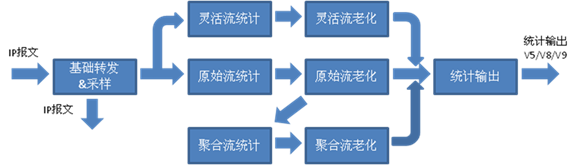 灵活流统计
灵活流老化
IP报文
基础转发
&采样
原始流统计
原始流老化
统计输出
统计输出
V5/V8/V9
IP报文
聚合流统计
聚合流老化